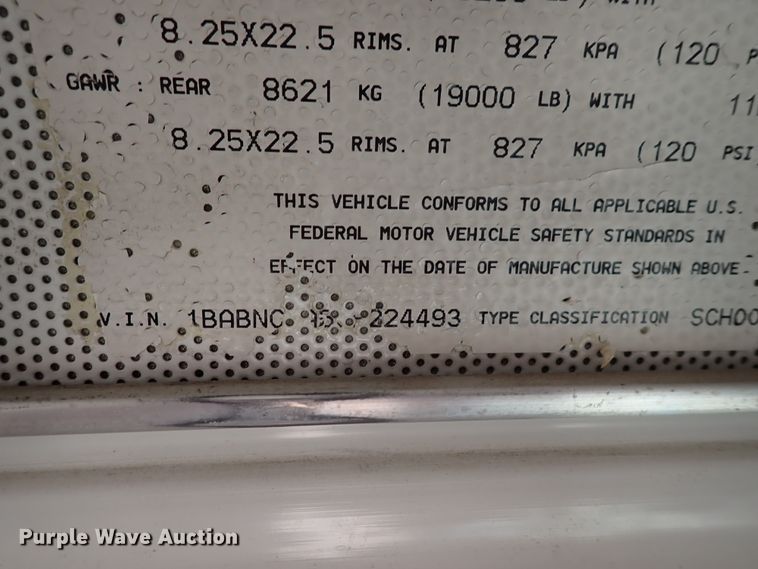 WITH
8.25X22.5 RIMS. AT 827 KPA (120
GAWR : REAR 8621 KG (19000 LB) WITH
8.25X22.5 RIMS. AT 827 KPA (120 PSI
THIS VEHICLE CONFORMS TO ALL APPLICABLE U.S.
FEDERAL MOTOR VEHICLE SAFETY STANDARDS IN
EFFECT ON THE DATE OF MANUFACTURE SHOWN ABOVE.
V.I.N. TYPE CLASSIFICATION SCHOO
Purple Wave Auction